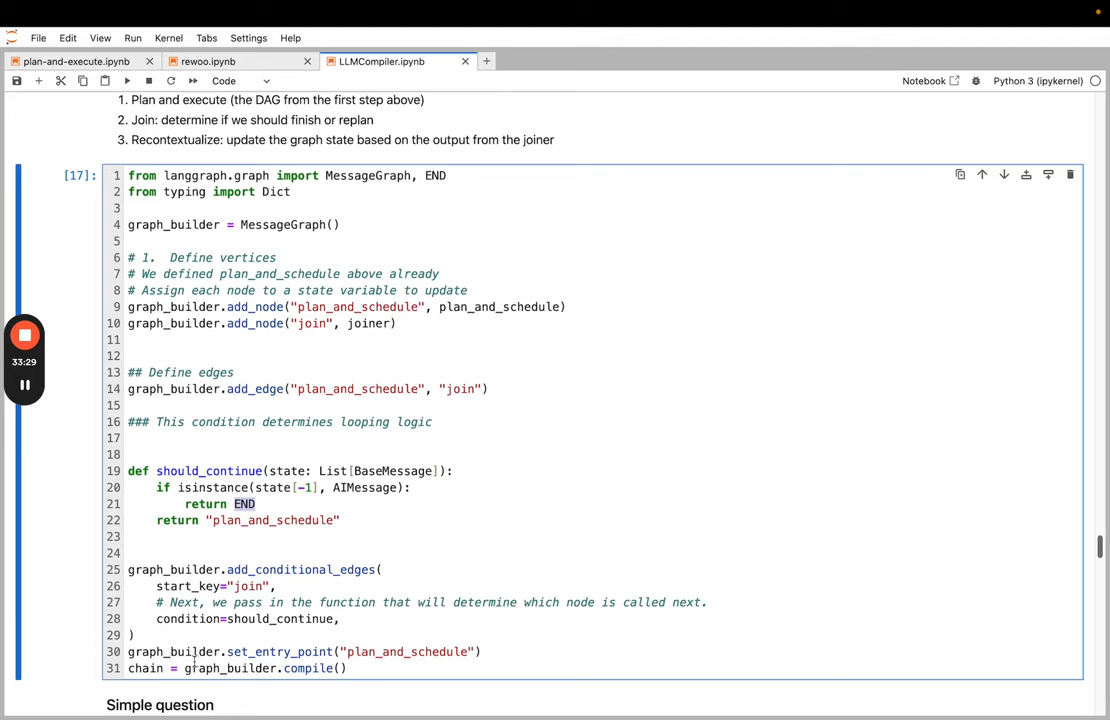 File Edit View Run Kernel Tabs Settings Help
plan-and-execute.ipynb rewoo.ipynb LLMCompiler.ipynb
Code Notebook Python 3 (ipykernel)
1. Plan and execute (the DAG from the first step above)
2. Join: determine if we should finish or replan
3. Recontextualize: update the graph state based on the output from the joiner
[17]:
1 from langgraph.graph import MessageGraph, END
2 from typing import Dict
3
4 graph_builder = MessageGraph()
5
6 # 1.  Define vertices
7 # We defined plan_and_schedule above already
8 # Assign each node to a state variable to update
9 graph_builder.add_node("plan_and_schedule", plan_and_schedule)
10 graph_builder.add_node("join", joiner)
11
12
13 ## Define edges
14 graph_builder.add_edge("plan_and_schedule", "join")
15
16 ### This condition determines looping logic
17
18
19 def should_continue(state: List[BaseMessage]):
20     if isinstance(state[-1], AIMessage):
21         return END
22     return "plan_and_schedule"
23
24
25 graph_builder.add_conditional_edges(
26     start_key="join",
27     # Next, we pass in the function that will determine which node is called next.
28     condition=should_continue,
29 )
30 graph_builder.set_entry_point("plan_and_schedule")
31 chain = graph_builder.compile()
33:29
Simple question